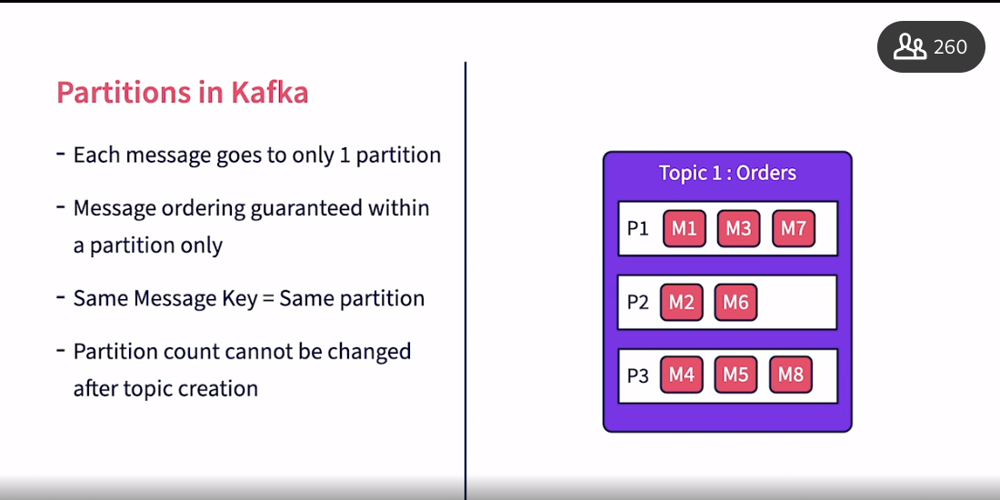 260
Partitions in Kafka
- Each message goes to only 1 partition
- Message ordering guaranteed within
a partition only
- Same Message Key = Same partition
- Partition count cannot be changed
after topic creation
Topic 1 : Orders
P1 M1 M3 M7
P2 M2 M6
P3 M4 M5 M8